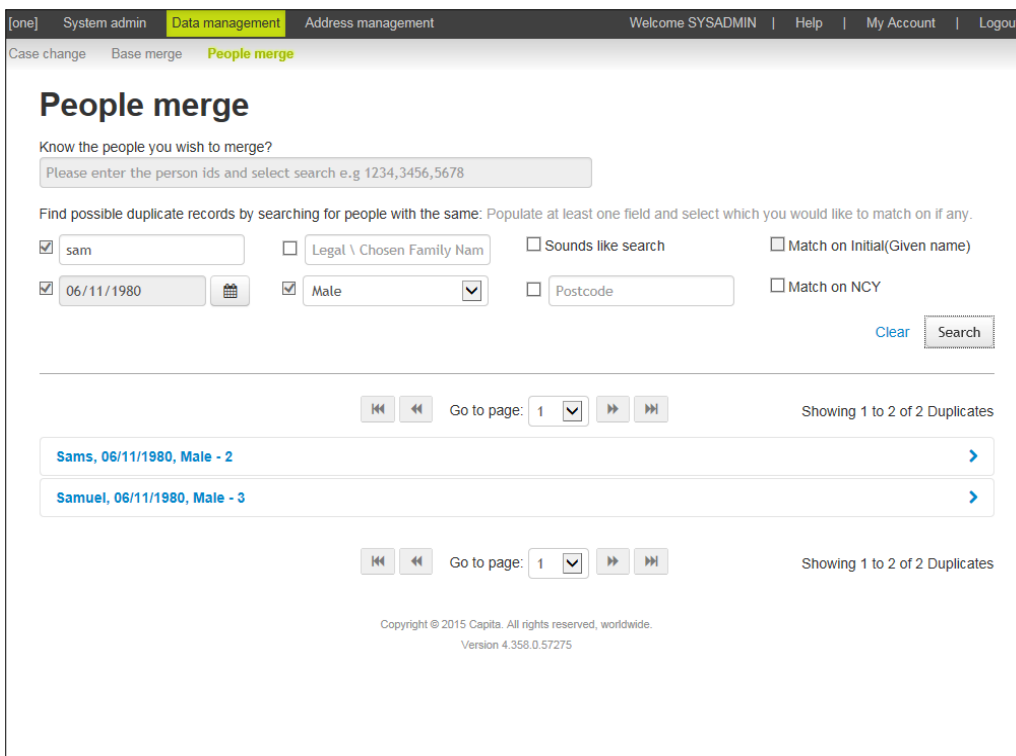 [one] System admin Data management Address management Welcome SYSADMIN | Help | My Account | Logou
Case change Base merge People merge
People merge
Know the people you wish to merge?
Please enter the person ids and select search e.g 1234,3456,5678
Find possible duplicate records by searching for people with the same: Populate at least one field and select which you would like to match on if any.
sam Legal \ Chosen Family Nam Sounds like search Match on Initial(Given name)
06/11/1980 Male Postcode Match on NCY
Clear Search
Go to page: 1 Showing 1 to 2 of 2 Duplicates
Sams, 06/11/1980, Male - 2
Samuel, 06/11/1980, Male - 3
Go to page: 1 Showing 1 to 2 of 2 Duplicates
Copyright © 2015 Capita. All rights reserved, worldwide.
Version 4.358.0.57275